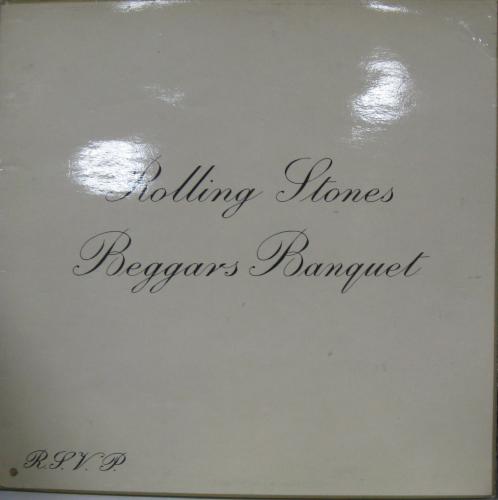 Rolling Stones
Beggars Banquet
R.S.V.P.